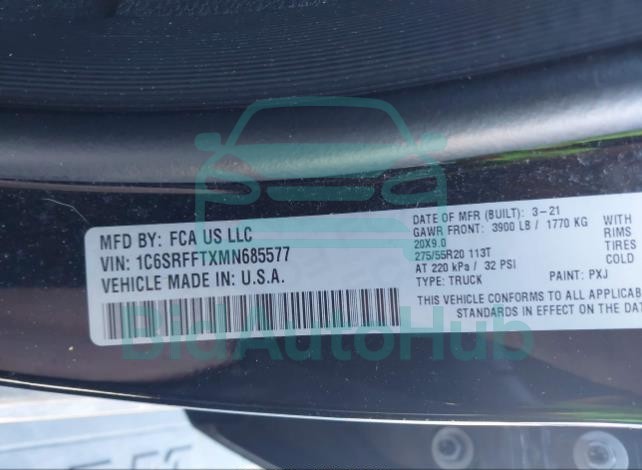 MFD BY: FCA US LLC
VIN: 1C6SRFFTXMN685577
VEHICLE MADE IN: U.S.A.
DATE OF MFR (BUILT): 3-21
GAWR FRONT: 3900 LB / 1770 KG WITH
20X9.0 RIMS
275/55R20 113T TIRES
AT 220 kPa / 32 PSI COLD
TYPE: TRUCK PAINT: PXJ
THIS VEHICLE CONFORMS TO ALL APPLICAB
STANDARDS IN EFFECT ON THE DAT
BidAutoHub